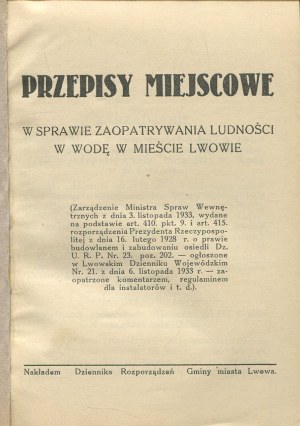 PRZEPISY MIEJSCOWE
W SPRAWIE ZAOPATRYWANIA LUDNOŚCI
W WODĘ W MIEŚCIE LWOWIE
(Zarządzenie Ministra Spraw Wewnę-
trznych z dnia 3. listopada 1933, wydane
na podstawie art. 410. pkt. 9. i art. 415.
rozporządzenia Prezydenta Rzeczypospo-
litej z dnia 16. lutego 1928 r. o prawie
budowlanem i zabudowaniu osiedli Dz.
U. R. P. Nr. 23. poz. 202. — ogłoszone
w Lwowskim Dzienniku Wojewódzkim
Nr. 21. z dnia 6. listopada 1933 r. — za-
opatrzone komentarzem, regulaminem
dla instalatorów i t. d.).
Nakładem Dziennika Rozporządzeń Gminy miasta Lwowa.